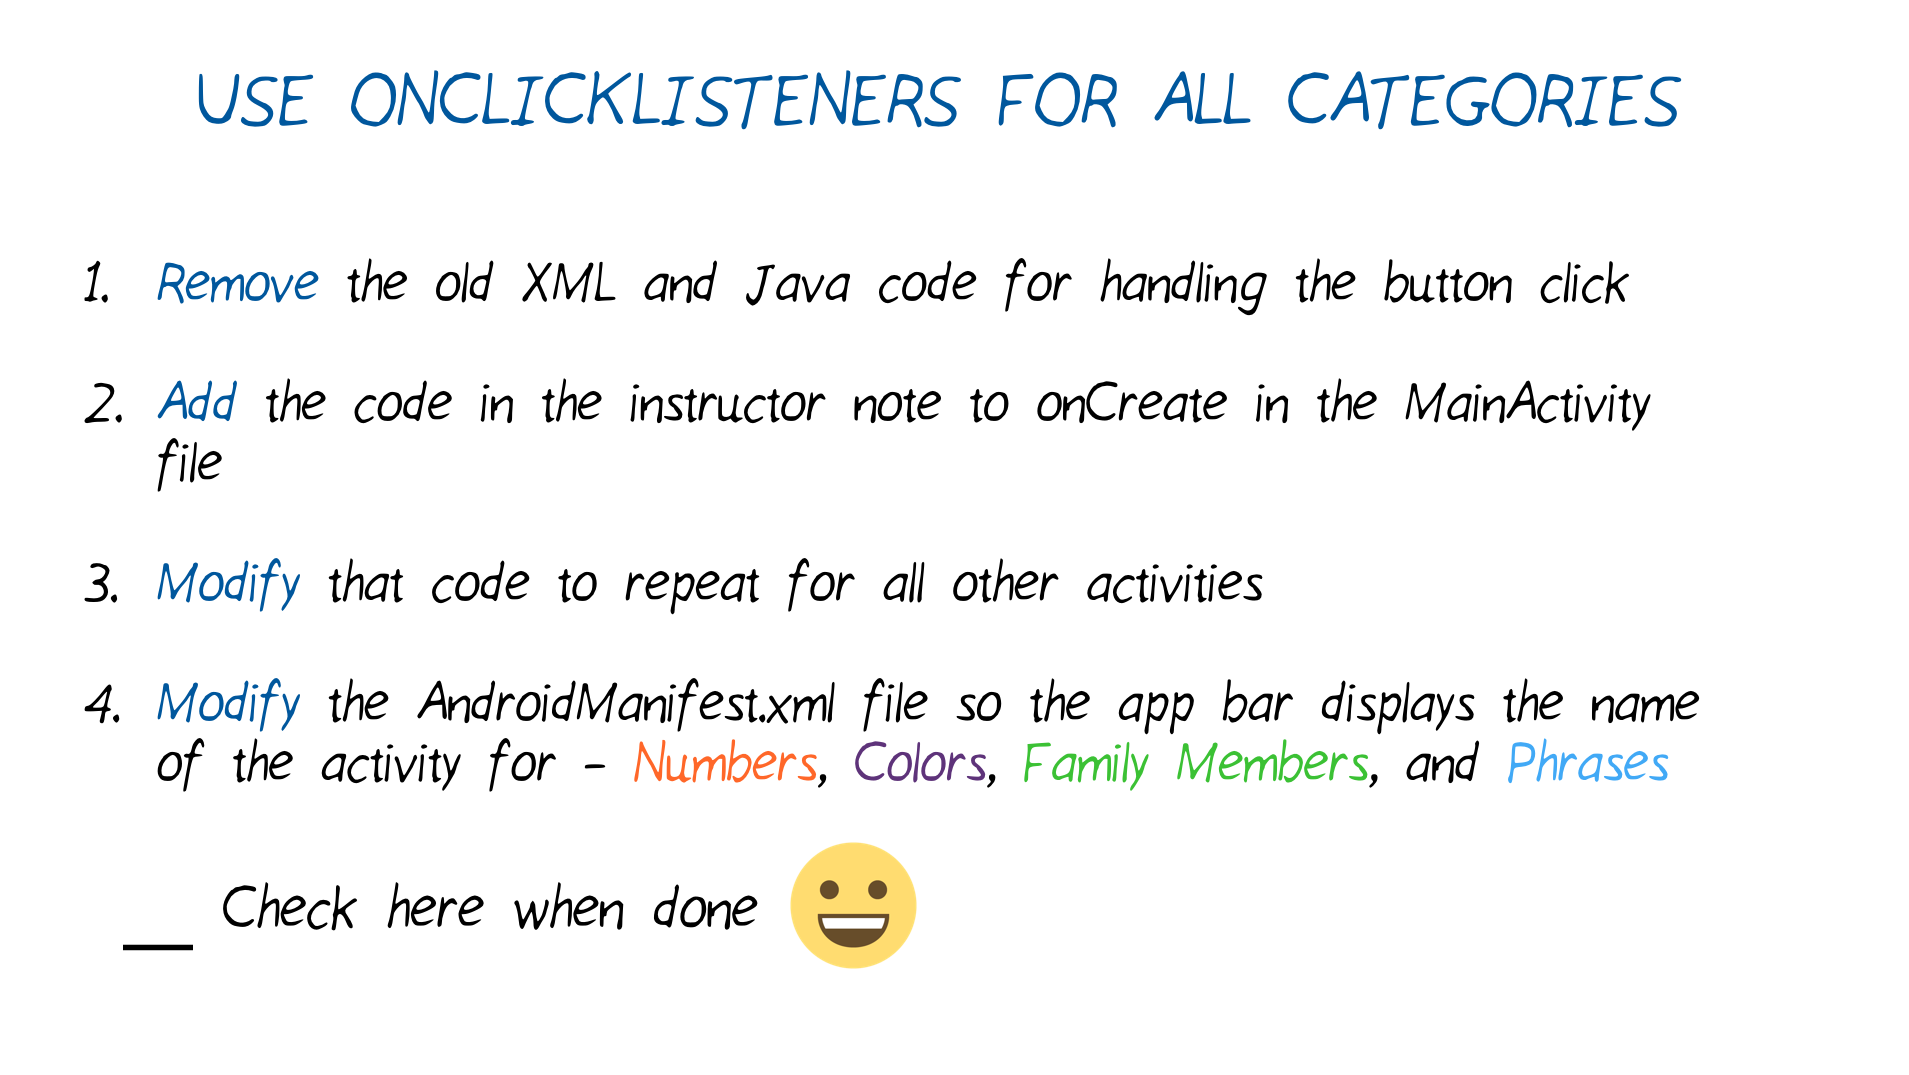 USE ONCLICKLISTENERS FOR ALL CATEGORIES
1. Remove the old XML and Java code for handling the button click
2. Add the code in the instructor note to onCreate in the MainActivity
file
3. Modify that code to repeat for all other activities
4. Modify the AndroidManifest.xml file so the app bar displays the name
of the activity for - Numbers, Colors, Family Members, and Phrases
__ Check here when done